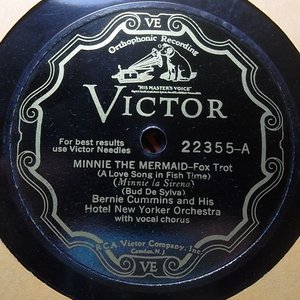 VE
Orthophonic Recording
"HIS MASTER'S VOICE"
VICTOR
For best results
use Victor Needles
22355-A
MINNIE THE MERMAID-Fox Trot
(A Love Song in Fish Time)
(Minnie la Sirena)
(Bud De Sylva)
Bernie Cummins and His
Hotel New Yorker Orchestra
with vocal chorus
R.C.A. Victor Company, Inc.
Camden, N.J.
VE